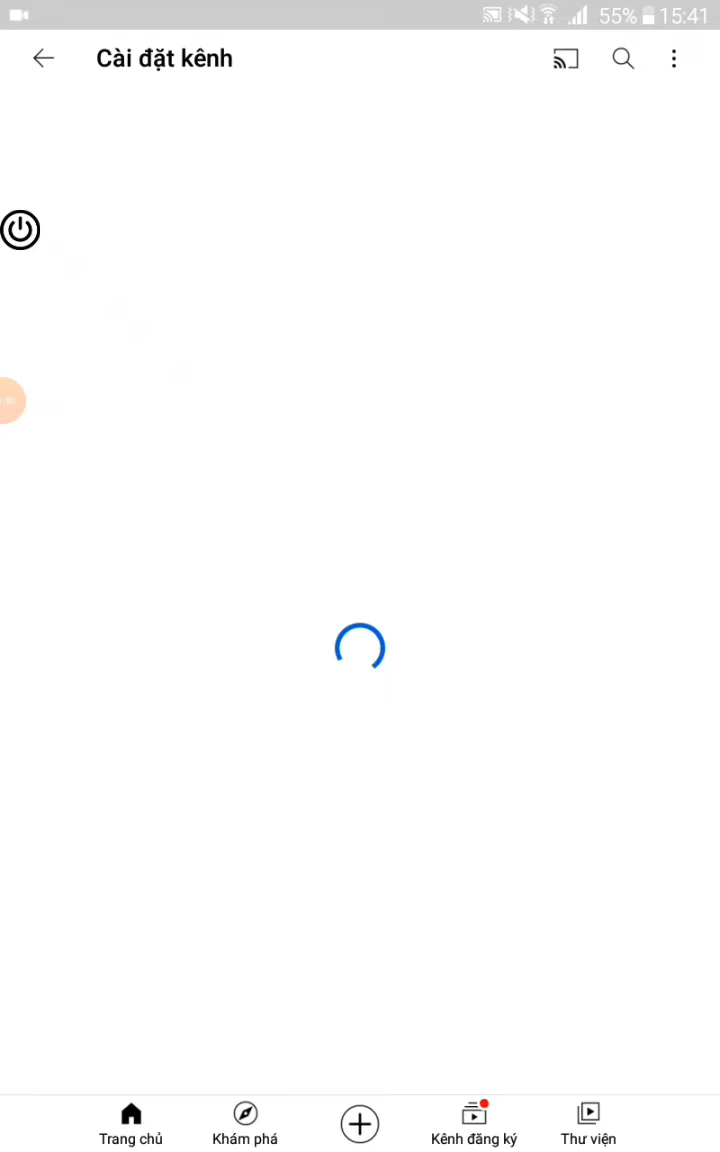 55% 15:41
Cài đặt kênh
Trang chủ
Khám phá
Kênh đăng ký
Thư viện